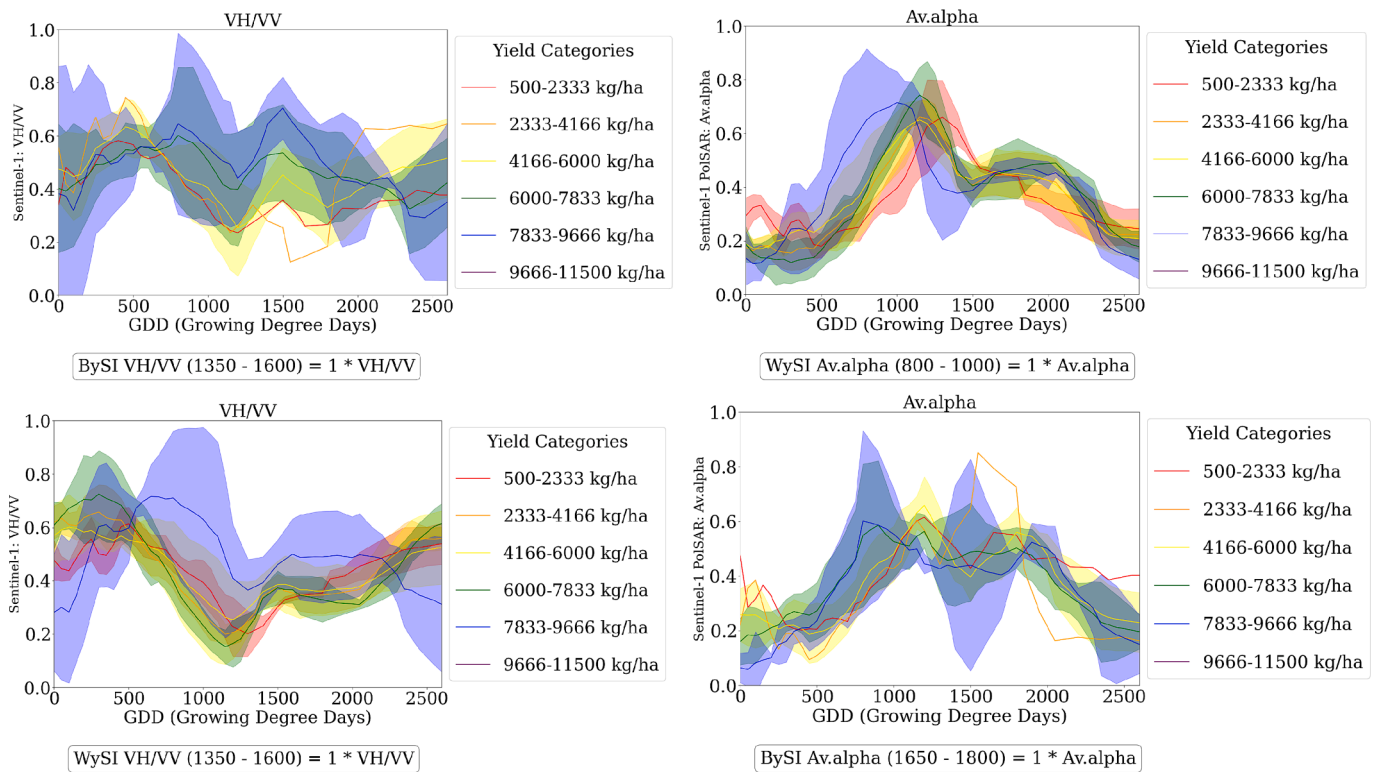 VH/VV
Sentinel-1: VH/VV
1.0
0.8
0.6
0.4
0.2
0.0
0 500 1000 1500 2000 2500
GDD (Growing Degree Days)
Yield Categories
500-2333 kg/ha
2333-4166 kg/ha
4166-6000 kg/ha
6000-7833 kg/ha
7833-9666 kg/ha
9666-11500 kg/ha
BySI VH/VV (1350 - 1600) = 1 * VH/VV
Av.alpha
Sentinel-1 PolSAR: Av.alpha
1.0
0.8
0.6
0.4
0.2
0.0
0 500 1000 1500 2000 2500
GDD (Growing Degree Days)
Yield Categories
500-2333 kg/ha
2333-4166 kg/ha
4166-6000 kg/ha
6000-7833 kg/ha
7833-9666 kg/ha
9666-11500 kg/ha
WySI Av.alpha (800 - 1000) = 1 * Av.alpha
VH/VV
Sentinel-1: VH/VV
1.0
0.8
0.6
0.4
0.2
0.0
0 500 1000 1500 2000 2500
GDD (Growing Degree Days)
Yield Categories
500-2333 kg/ha
2333-4166 kg/ha
4166-6000 kg/ha
6000-7833 kg/ha
7833-9666 kg/ha
9666-11500 kg/ha
WySI VH/VV (1350 - 1600) = 1 * VH/VV
Av.alpha
Sentinel-1 PolSAR: Av.alpha
1.0
0.8
0.6
0.4
0.2
0.0
0 500 1000 1500 2000 2500
GDD (Growing Degree Days)
Yield Categories
500-2333 kg/ha
2333-4166 kg/ha
4166-6000 kg/ha
6000-7833 kg/ha
7833-9666 kg/ha
9666-11500 kg/ha
BySI Av.alpha (1650 - 1800) = 1 * Av.alpha